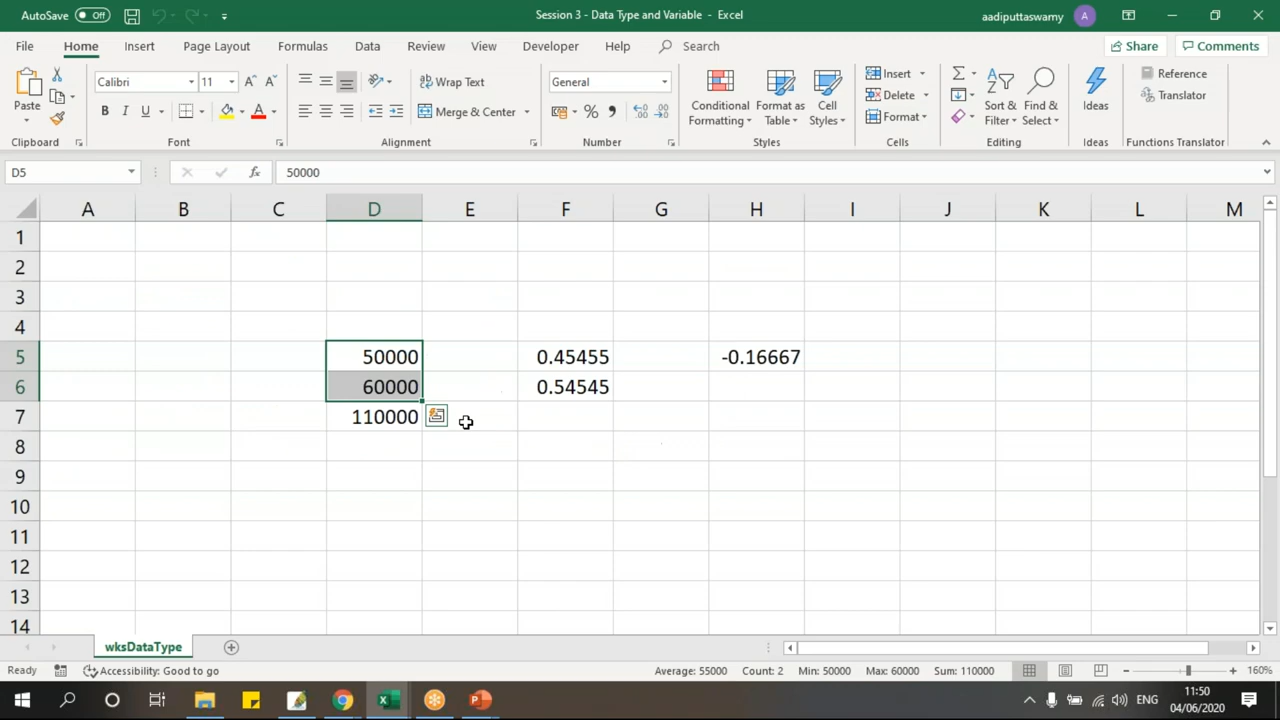 AutoSave Off Session 3 - Data Type and Variable - Excel aadiputtaswamy A
File Home Insert Page Layout Formulas Data Review View Developer Help Search Share Comments
Paste Calibri 11 A A Wrap Text General Conditional Formatting Format as Table Cell Styles Insert Σ Sort & Filter Find & Select Ideas Reference
B I U A Merge & Center % , Delete Format Translator
Clipboard Font Alignment Number Styles Cells Editing Ideas Functions Translator
D5 fx 50000
A B C D E F G H I J K L M
1
2
3
4
5 50000 0.45455 -0.16667
6 60000 0.54545
7 110000
8
9
10
11
12
13
14
wksDataType
Ready Accessibility: Good to go Average: 55000 Count: 2 Min: 50000 Max: 60000 Sum: 110000 160%
ENG 11:50
04/06/2020